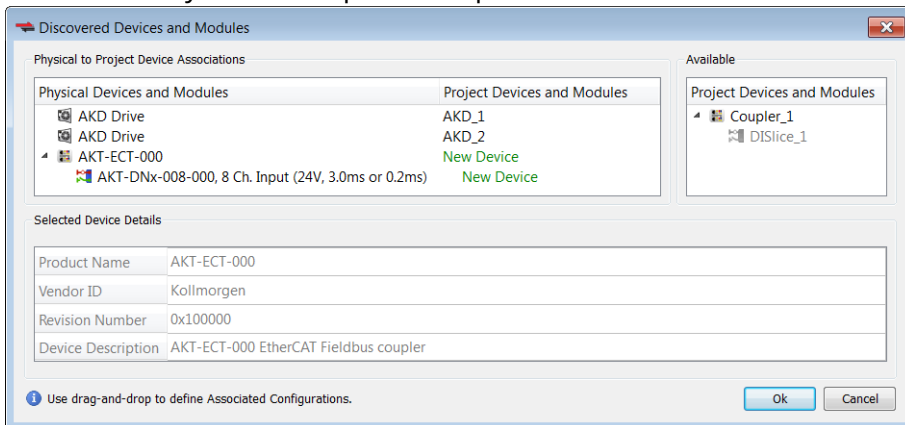 Discovered Devices and Modules
Physical to Project Device Associations
Available
Physical Devices and Modules Project Devices and Modules
Project Devices and Modules
AKD Drive AKD_1
Coupler_1
AKD Drive AKD_2
DISlice_1
AKT-ECT-000 New Device
AKT-DNx-008-000, 8 Ch. Input (24V, 3.0ms or 0.2ms) New Device
Selected Device Details
Product Name AKT-ECT-000
Vendor ID Kollmorgen
Revision Number 0x100000
Device Description AKT-ECT-000 EtherCAT Fieldbus coupler
Use drag-and-drop to define Associated Configurations.
Ok Cancel